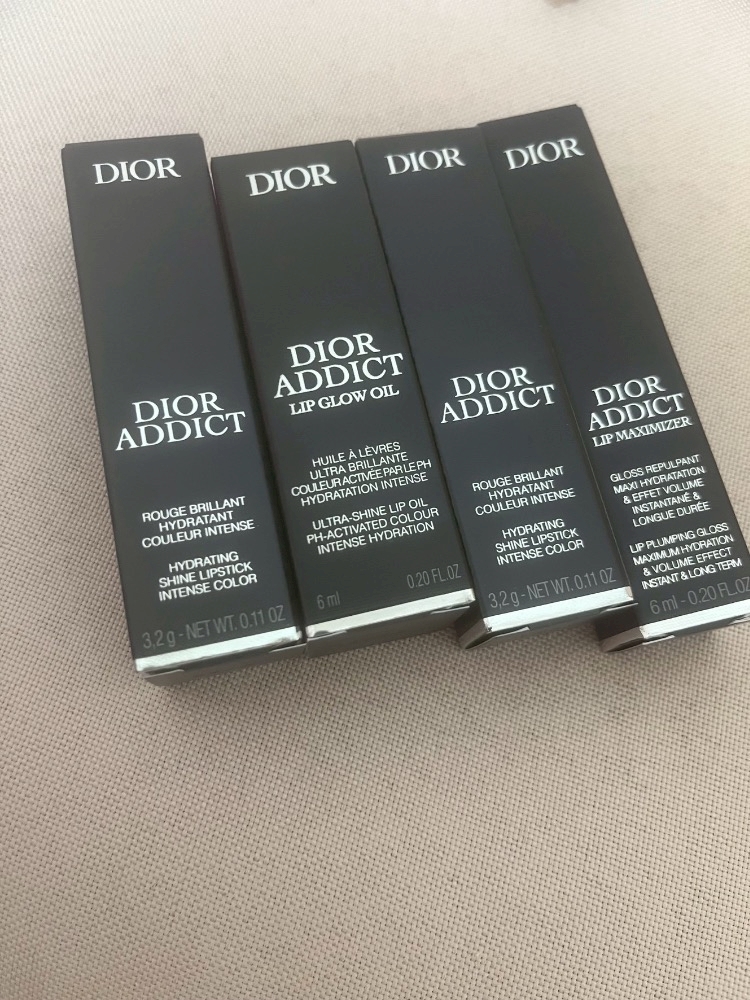 DIOR
DIOR
ADDICT
ROUGE BRILLANT
HYDRATANT
COULEUR INTENSE
HYDRATING
SHINE LIPSTICK
INTENSE COLOR
3,2 g - NET WT. 0.11 OZ
DIOR
DIOR
ADDICT
LIP GLOW OIL
HUILE À LÈVRES
ULTRA BRILLANTE
COULEUR ACTIVÉE PAR LE PH
HYDRATATION INTENSE
ULTRA-SHINE LIP OIL
PH-ACTIVATED COLOUR
INTENSE HYDRATION
6 ml 0.20 FL.OZ
DIOR
DIOR
ADDICT
ROUGE BRILLANT
HYDRATANT
COULEUR INTENSE
HYDRATING
SHINE LIPSTICK
INTENSE COLOR
3,2 g - NET WT. 0.11 OZ
DIOR
DIOR
ADDICT
LIP MAXIMIZER
GLOSS REPULPANT
MAXI HYDRATATION
& EFFET VOLUME
INSTANTANÉ &
LONGUE DURÉE
LIP PLUMPING GLOSS
MAXIMUM HYDRATION
& VOLUME EFFECT
INSTANT & LONG TERM
6 ml - 0.20 FL.OZ